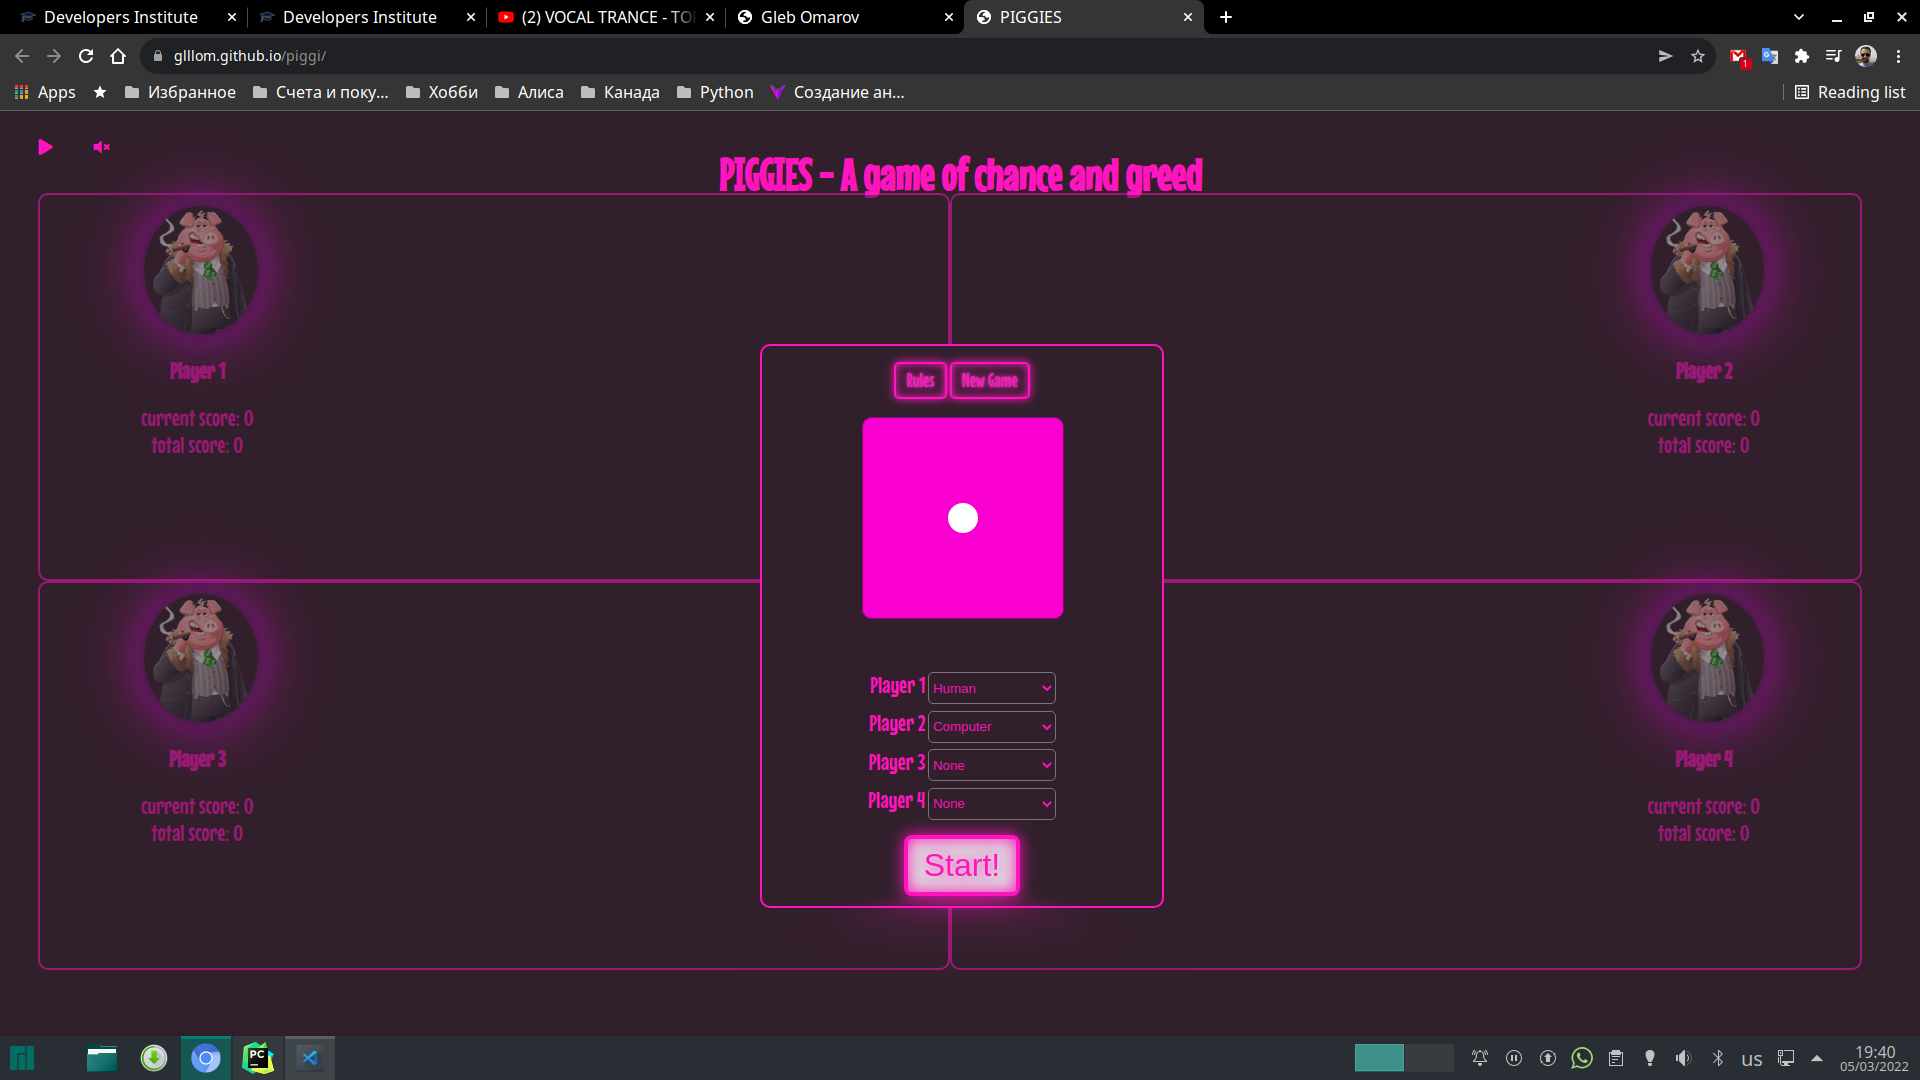 Developers Institute
Developers Institute
(2) VOCAL TRANCE - TO
Gleb Omarov
PIGGIES
glllom.github.io/piggi/
1
Apps
Избранное
Счета и поку...
Хобби
Алиса
Канада
Python
Создание ан...
Reading list
PIGGIES - A game of chance and greed
Player 1
current score: 0
total score: 0
Player 2
current score: 0
total score: 0
Rules
New Game
Player 1 Human
Player 2 Computer
Player 3 None
Player 4 None
Start!
Player 3
current score: 0
total score: 0
Player 4
current score: 0
total score: 0
PC
us
19:40
05/03/2022